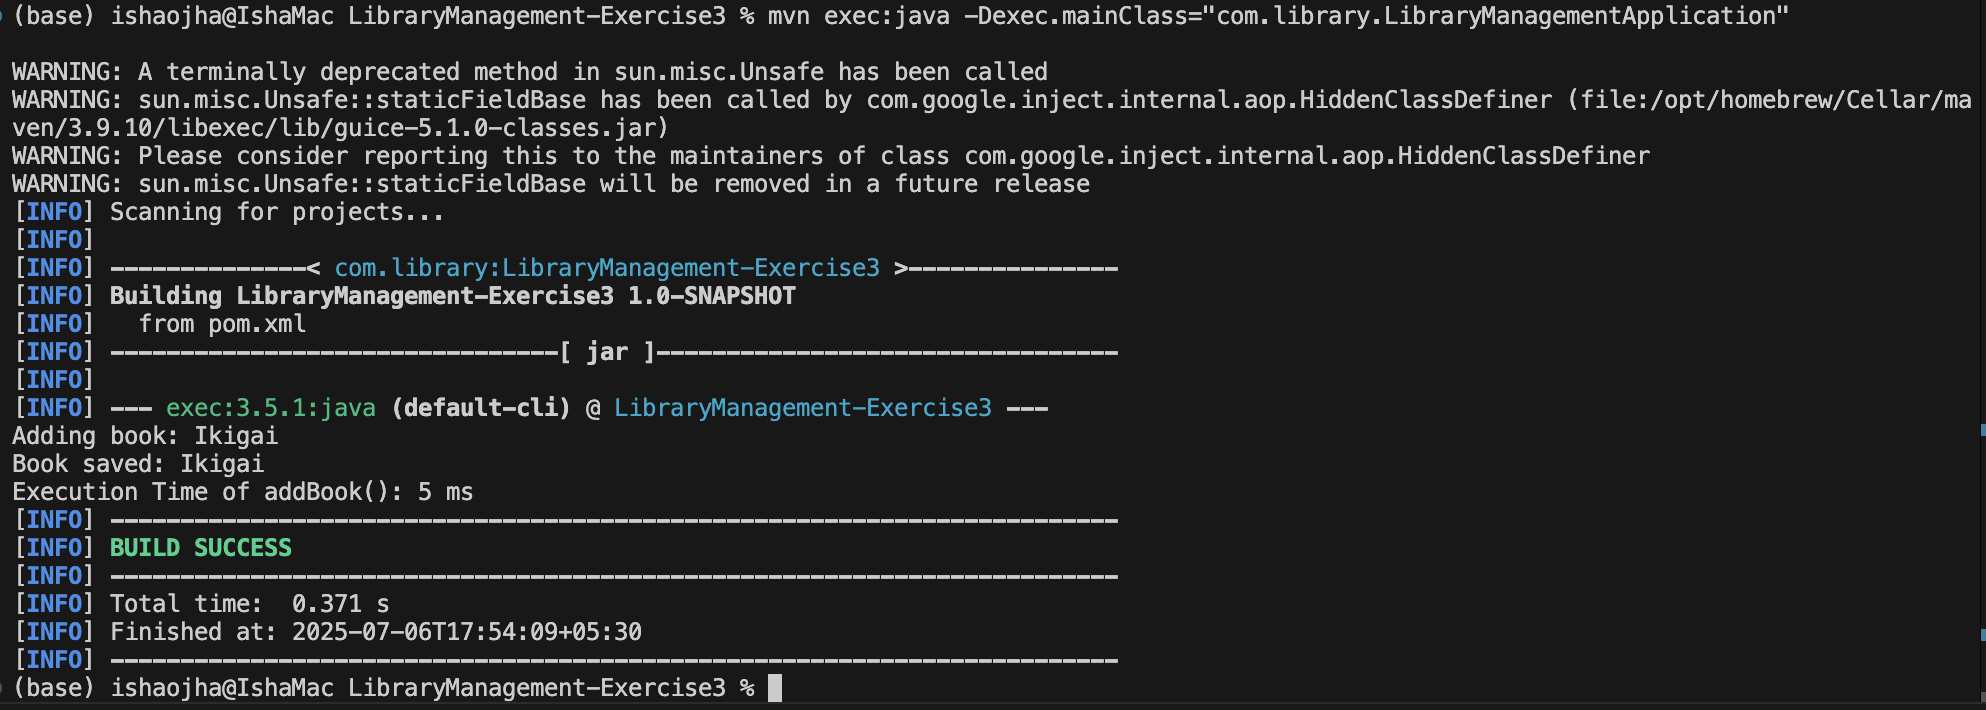 (base) ishaojha@IshaMac LibraryManagement-Exercise3 % mvn exec:java -Dexec.mainClass="com.library.LibraryManagementApplication"
WARNING: A terminally deprecated method in sun.misc.Unsafe has been called
WARNING: sun.misc.Unsafe::staticFieldBase has been called by com.google.inject.internal.aop.HiddenClassDefiner (file:/opt/homebrew/Cellar/ma
ven/3.9.10/libexec/lib/guice-5.1.0-classes.jar)
WARNING: Please consider reporting this to the maintainers of class com.google.inject.internal.aop.HiddenClassDefiner
WARNING: sun.misc.Unsafe::staticFieldBase will be removed in a future release
[INFO] Scanning for projects...
[INFO]
[INFO] --------------< com.library:LibraryManagement-Exercise3 >---------------
[INFO] Building LibraryManagement-Exercise3 1.0-SNAPSHOT
[INFO]   from pom.xml
[INFO] --------------------------------[ jar ]---------------------------------
[INFO]
[INFO] --- exec:3.5.1:java (default-cli) @ LibraryManagement-Exercise3 ---
Adding book: Ikigai
Book saved: Ikigai
Execution Time of addBook(): 5 ms
[INFO] ------------------------------------------------------------------------
[INFO] BUILD SUCCESS
[INFO] ------------------------------------------------------------------------
[INFO] Total time:  0.371 s
[INFO] Finished at: 2025-07-06T17:54:09+05:30
[INFO] ------------------------------------------------------------------------
(base) ishaojha@IshaMac LibraryManagement-Exercise3 %